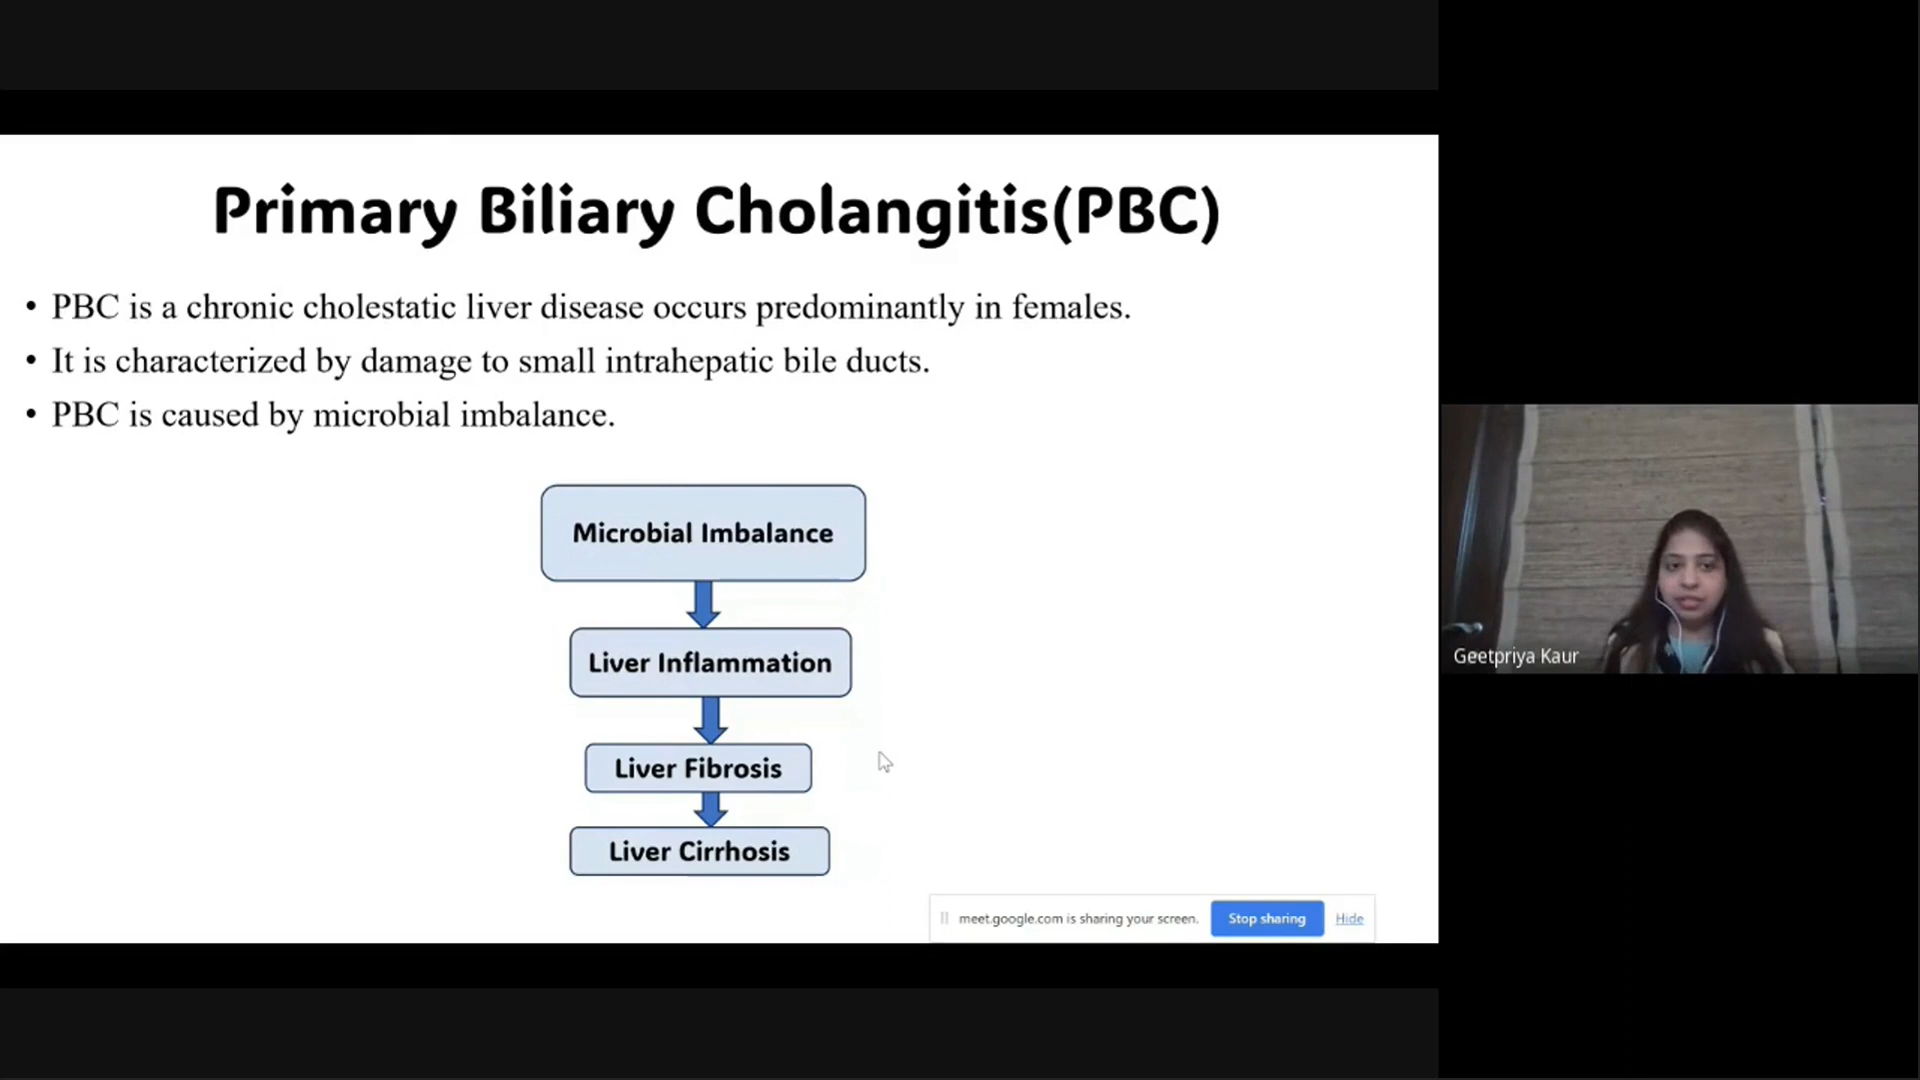 Primary Biliary Cholangitis(PBC)
• PBC is a chronic cholestatic liver disease occurs predominantly in females.
• It is characterized by damage to small intrahepatic bile ducts.
• PBC is caused by microbial imbalance.
Microbial Imbalance
Liver Inflammation
Liver Fibrosis
Liver Cirrhosis
meet.google.com is sharing your screen. Stop sharing Hide
Geetpriya Kaur